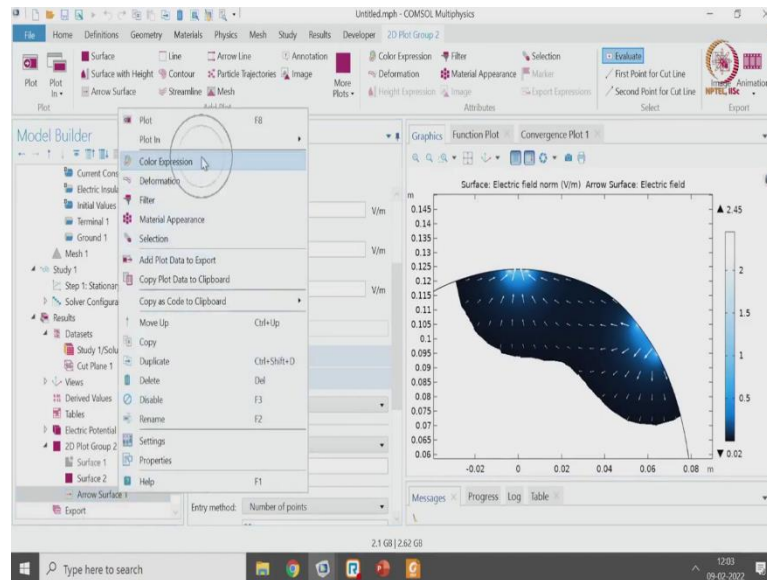 Untitled.mph - COMSOL Multiphysics
File Home Definitions Geometry Materials Physics Mesh Study Results Developer 2D Plot Group 2
Plot
Plot In
Surface
Surface with Height
Arrow Surface
Line
Contour
Streamline
Arrow Line
Particle Trajectories
Mesh
Annotation
Image
More Plots
Color Expression
Deformation
Height Expression
Filter
Material Appearance
Image
Selection
Marker
Export Expressions
Evaluate
First Point for Cut Line
Second Point for Cut Line
Image
Animation
NPTEL, IISc
Plot
Add Plot
Attributes
Select
Export
Model Builder
Current Cons
Electric Insula
Initial Values
Terminal 1
Ground 1
Mesh 1
Study 1
Step 1: Stationar
Solver Configura
Results
Datasets
Study 1/Solu
Cut Plane 1
Views
Derived Values
Tables
Electric Potential
2D Plot Group 2
Surface 1
Surface 2
Arrow Surface 1
Export
Plot F8
Plot In
Color Expression
Deformation
Filter
Material Appearance
Selection
Add Plot Data to Export
Copy Plot Data to Clipboard
Copy as Code to Clipboard
Move Up Ctrl+Up
Copy
Duplicate Ctrl+Shift+D
Delete Del
Disable F3
Rename F2
Settings
Properties
Help F1
V/m
V/m
V/m
Entry method: Number of points
Graphics Function Plot Convergence Plot 1
Surface: Electric field norm (V/m) Arrow Surface: Electric field
m
0.145
0.14
0.135
0.13
0.125
0.12
0.115
0.11
0.105
0.1
0.095
0.09
0.085
0.08
0.075
0.07
0.065
0.06
-0.02 0 0.02 0.04 0.06 0.08 m
2.45
2
1.5
1
0.5
0.02
Messages Progress Log Table
2.1 GB | 2.62 GB
Type here to search
12:03
09-02-2022